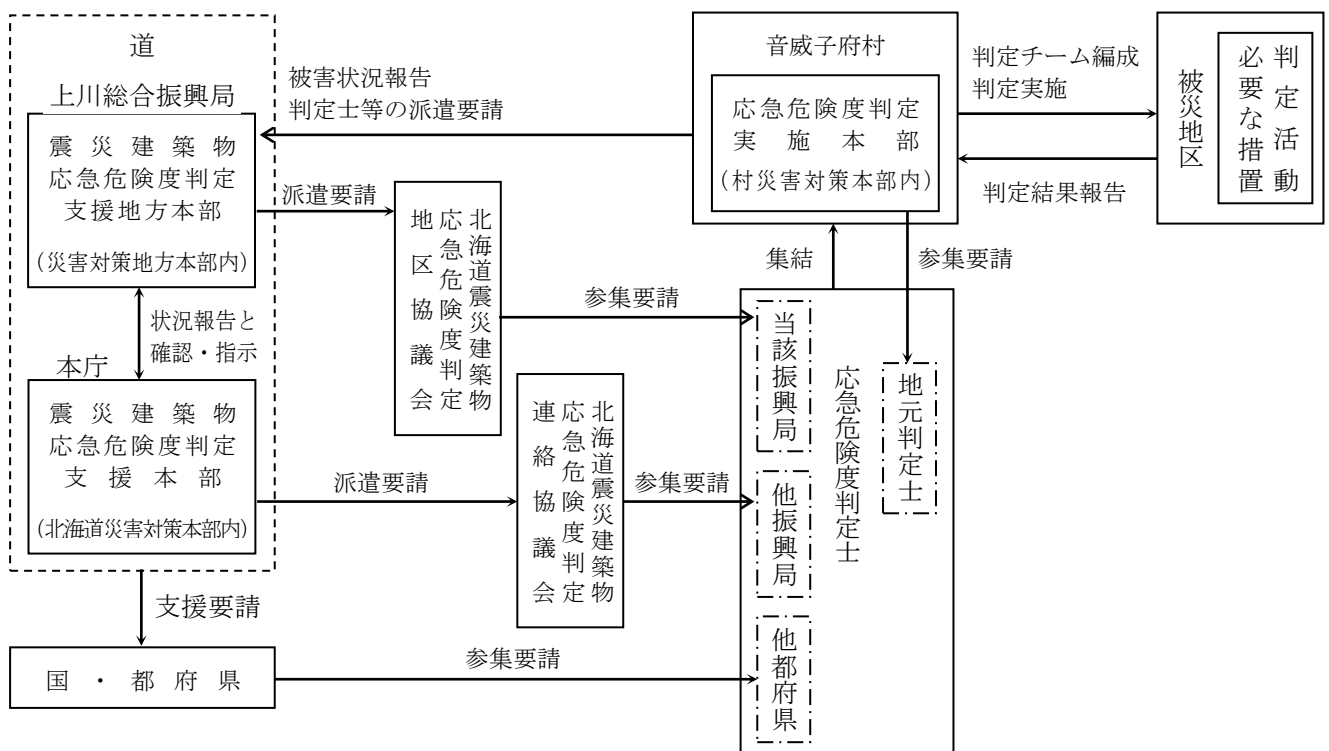 道
上川総合振興局
震災建築物
応急危険度判定
支援地方本部
（災害対策地方本部内）
状況報告と
確認・指示
本庁
震災建築物
応急危険度判定
支援本部
（北海道災害対策本部内）
支援要請
国・都府県
被害状況報告
判定士等の派遣要請
派遣要請
北海道震災建築物
応急危険度判定
地区協議会
派遣要請
北海道震災建築物
応急危険度判定
連絡協議会
参集要請
参集要請
参集要請
音威子府村
応急危険度判定
実施本部
（村災害対策本部内）
集結
参集要請
応急危険度判定士
地元判定士
当該振興局
他振興局
他都府県
判定チーム編成
判定実施
判定結果報告
被災地区
判定活動
必要な措置